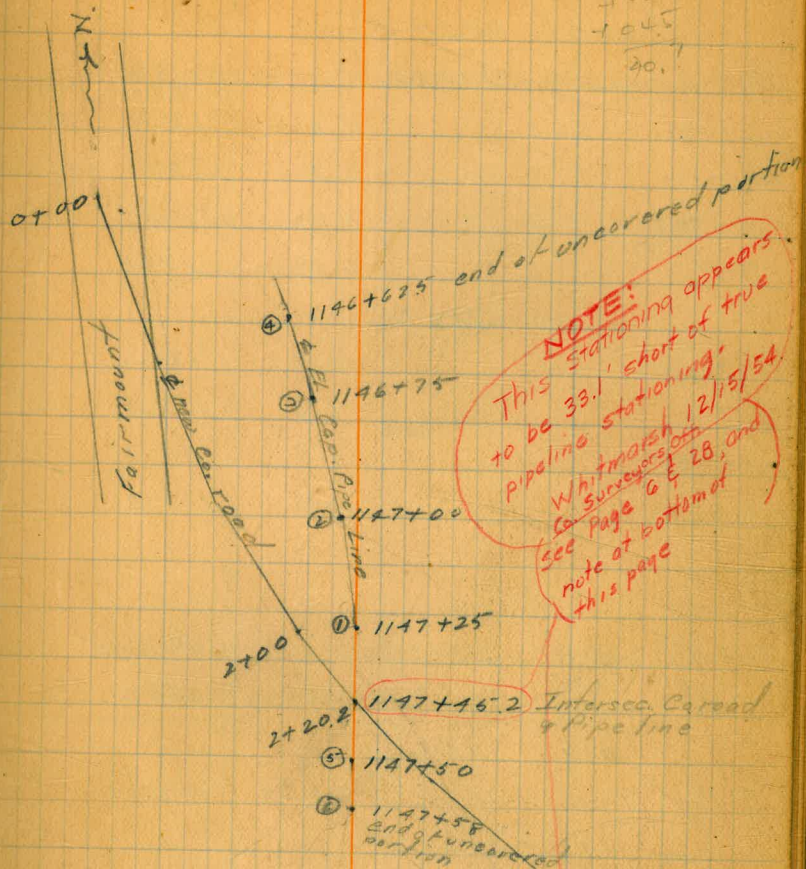 +045
N
0+00
④ 1146+62.5 end of uncovered portion
NOTE:
This stationing appears
to be 33.1' short of true
pipeline stationing.
Whitmarsh 12/15/54
Co. Surveyors Off.
See Page 6 & 28, and
note at bottom of
this page
③ 1146+75
℄ El Cap. Pipe Line
Fairmount
℄ new Co. road
② 1147+00
① 1147+25
2+00
1147+45.2 Intersec. Co road
& Pipe line
2+20.2
⑤ 1147+50
⑥ 1147+58
end of uncovered
portion